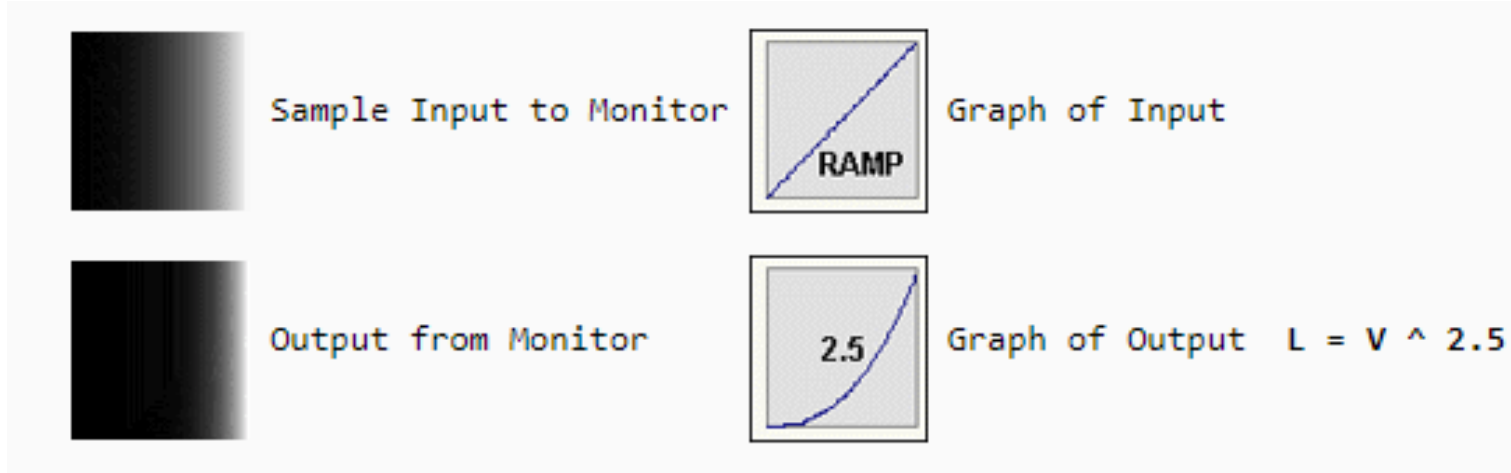 Sample Input to Monitor
RAMP
Graph of Input
Output from Monitor
2.5
Graph of Output L = V ^ 2.5